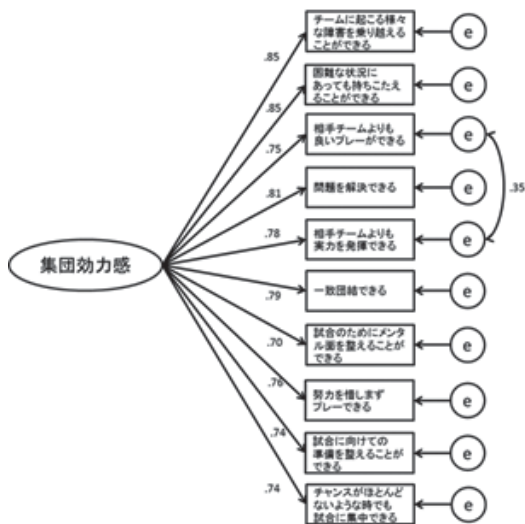 チームに起こる様々
な障害を乗り越える
ことができる
e
.85
困難な状況に
あっても持ちこたえ
ることができる
e
.85
相手チームよりも
良いプレーができる
e
.75
問題を解決できる
e
.81
.35
相手チームよりも
実力を発揮できる
e
.78
集団効力感
一致団結できる
e
.79
試合のためにメンタ
ル面を整えることが
できる
e
.70
努力を惜しまず
プレーできる
e
.76
試合に向けての
準備を整えることが
できる
e
.74
チャンスがほとんど
ないような時でも
試合に集中できる
e
.74